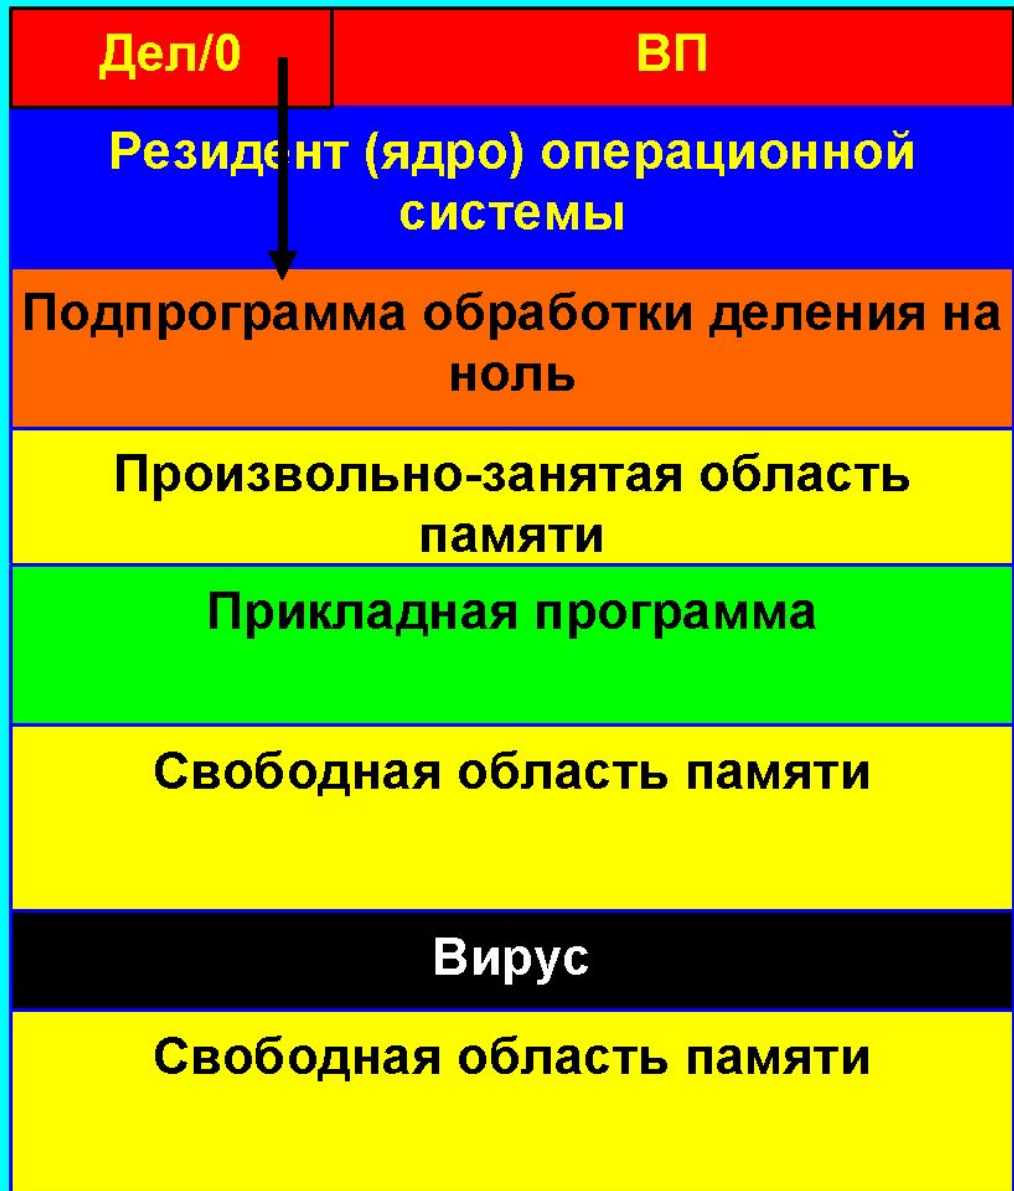 Дел/0
ВП
Резидент (ядро) операционной
системы
Подпрограмма обработки деления на
ноль
Произвольно-занятая область
памяти
Прикладная программа
Свободная область памяти
Вирус
Свободная область памяти